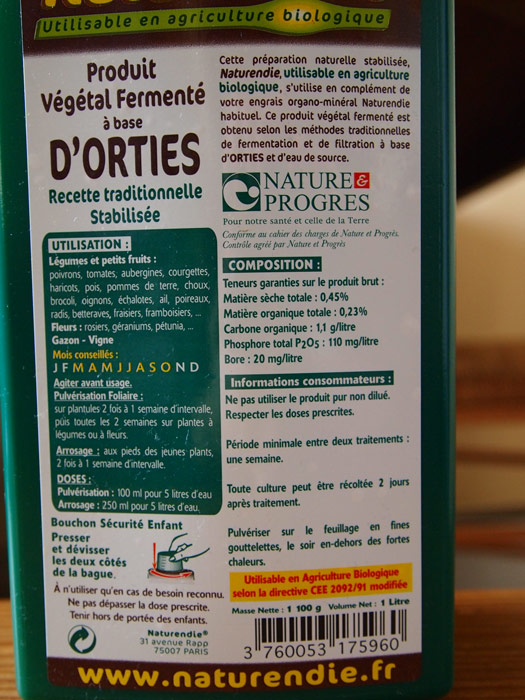 Utilisable en agriculture biologique
Produit
Végétal Fermenté
à base
D'ORTIES
Recette traditionnelle
Stabilisée
UTILISATION :
Légumes et petits fruits :
poivrons, tomates, aubergines, courgettes,
haricots, pois, pommes de terre, choux,
brocoli, oignons, échalotes, ail, poireaux,
radis, betteraves, fraisiers, framboisiers, ...
Fleurs : rosiers, géraniums, pétunia, ...
Gazon - Vigne
Mois conseillés :
J F M A M J J A S O N D
Agiter avant usage.
Pulvérisation Foliaire :
sur plantules 2 fois à 1 semaine d'intervalle,
puis toutes les 2 semaines sur plantes à
légumes ou à fleurs.
Arrosage : aux pieds des jeunes plants,
2 fois à 1 semaine d'intervalle.
DOSES :
Pulvérisation : 100 ml pour 5 litres d'eau
Arrosage : 250 ml pour 5 litres d'eau.
Bouchon Sécurité Enfant
Presser
et dévisser
les deux côtés
de la bague.
À n'utiliser qu'en cas de besoin reconnu.
Ne pas dépasser la dose prescrite.
Tenir hors de portée des enfants.
Naturendie®
31 avenue Rapp
75007 PARIS
Cette préparation naturelle stabilisée,
Naturendie, utilisable en agriculture
biologique, s'utilise en complément de
votre engrais organo-minéral Naturendie
habituel. Ce produit végétal fermenté est
obtenu selon les méthodes traditionnelles
de fermentation et de filtration à base
d'ORTIES et d'eau de source.
NATURE &
PROGRES
Pour notre santé et celle de la Terre
Conforme au cahier des charges de Nature et Progrès.
Contrôle agréé par Nature et Progrès
COMPOSITION :
Teneurs garanties sur le produit brut :
Matière sèche totale : 0,45%
Matière organique totale : 0,23%
Carbone organique : 1,1 g/litre
Phosphore total P2O5 : 110 mg/litre
Bore : 20 mg/litre
Informations consommateurs :
Ne pas utiliser le produit pur non dilué.
Respecter les doses prescrites.
Période minimale entre deux traitements :
une semaine.
Toute culture peut être récoltée 2 jours
après traitement.
Pulvériser sur le feuillage en fines
gouttelettes, le soir en-dehors des fortes
chaleurs.
Utilisable en Agriculture Biologique
selon la directive CEE 2092/91 modifiée
Masse Nette : 1 100 g Volume Net : 1 Litre
3 760053 175960
www.naturendie.fr